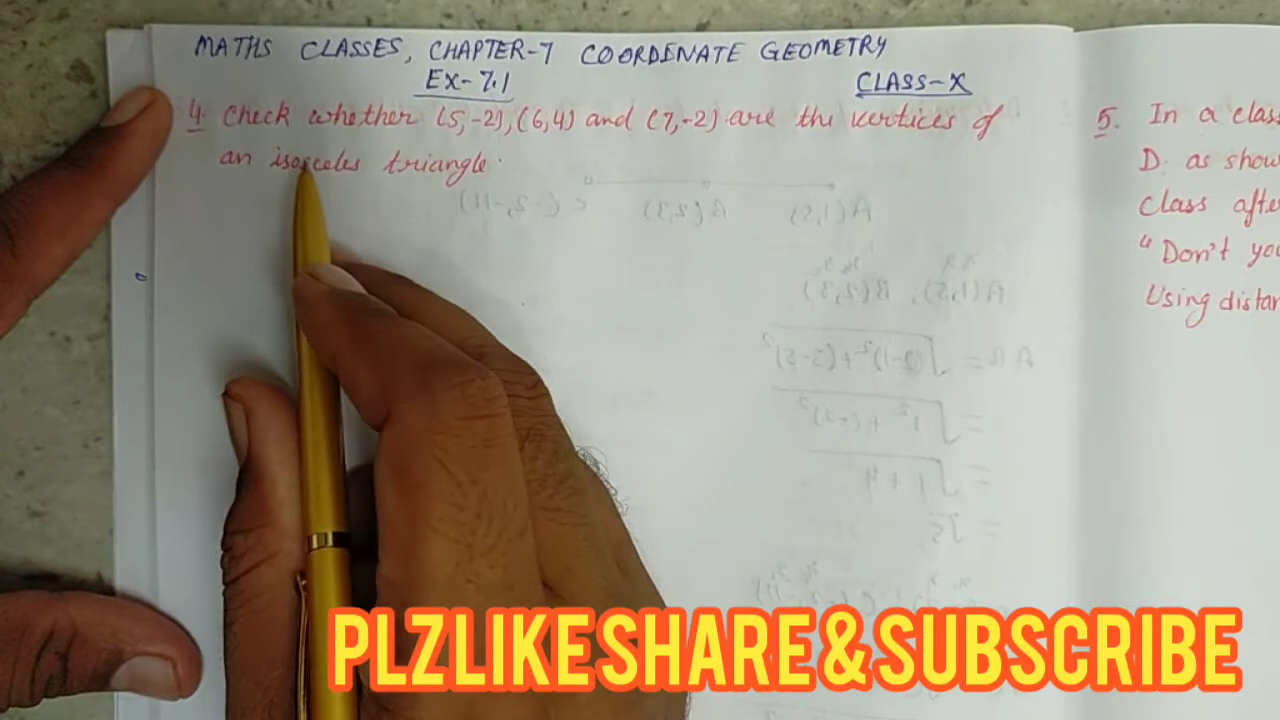 MATHS CLASSES, CHAPTER-7 COORDENATE GEOMETRY
EX-7.1
CLASS-X
4. Check whether (5,-2), (6,4) and (7,-2) are the vertices of
an isosceles triangle.
5. In a class
D. as show
class afte
"Don't you
Using distan
PLZ LIKE SHARE & SUBSCRIBE